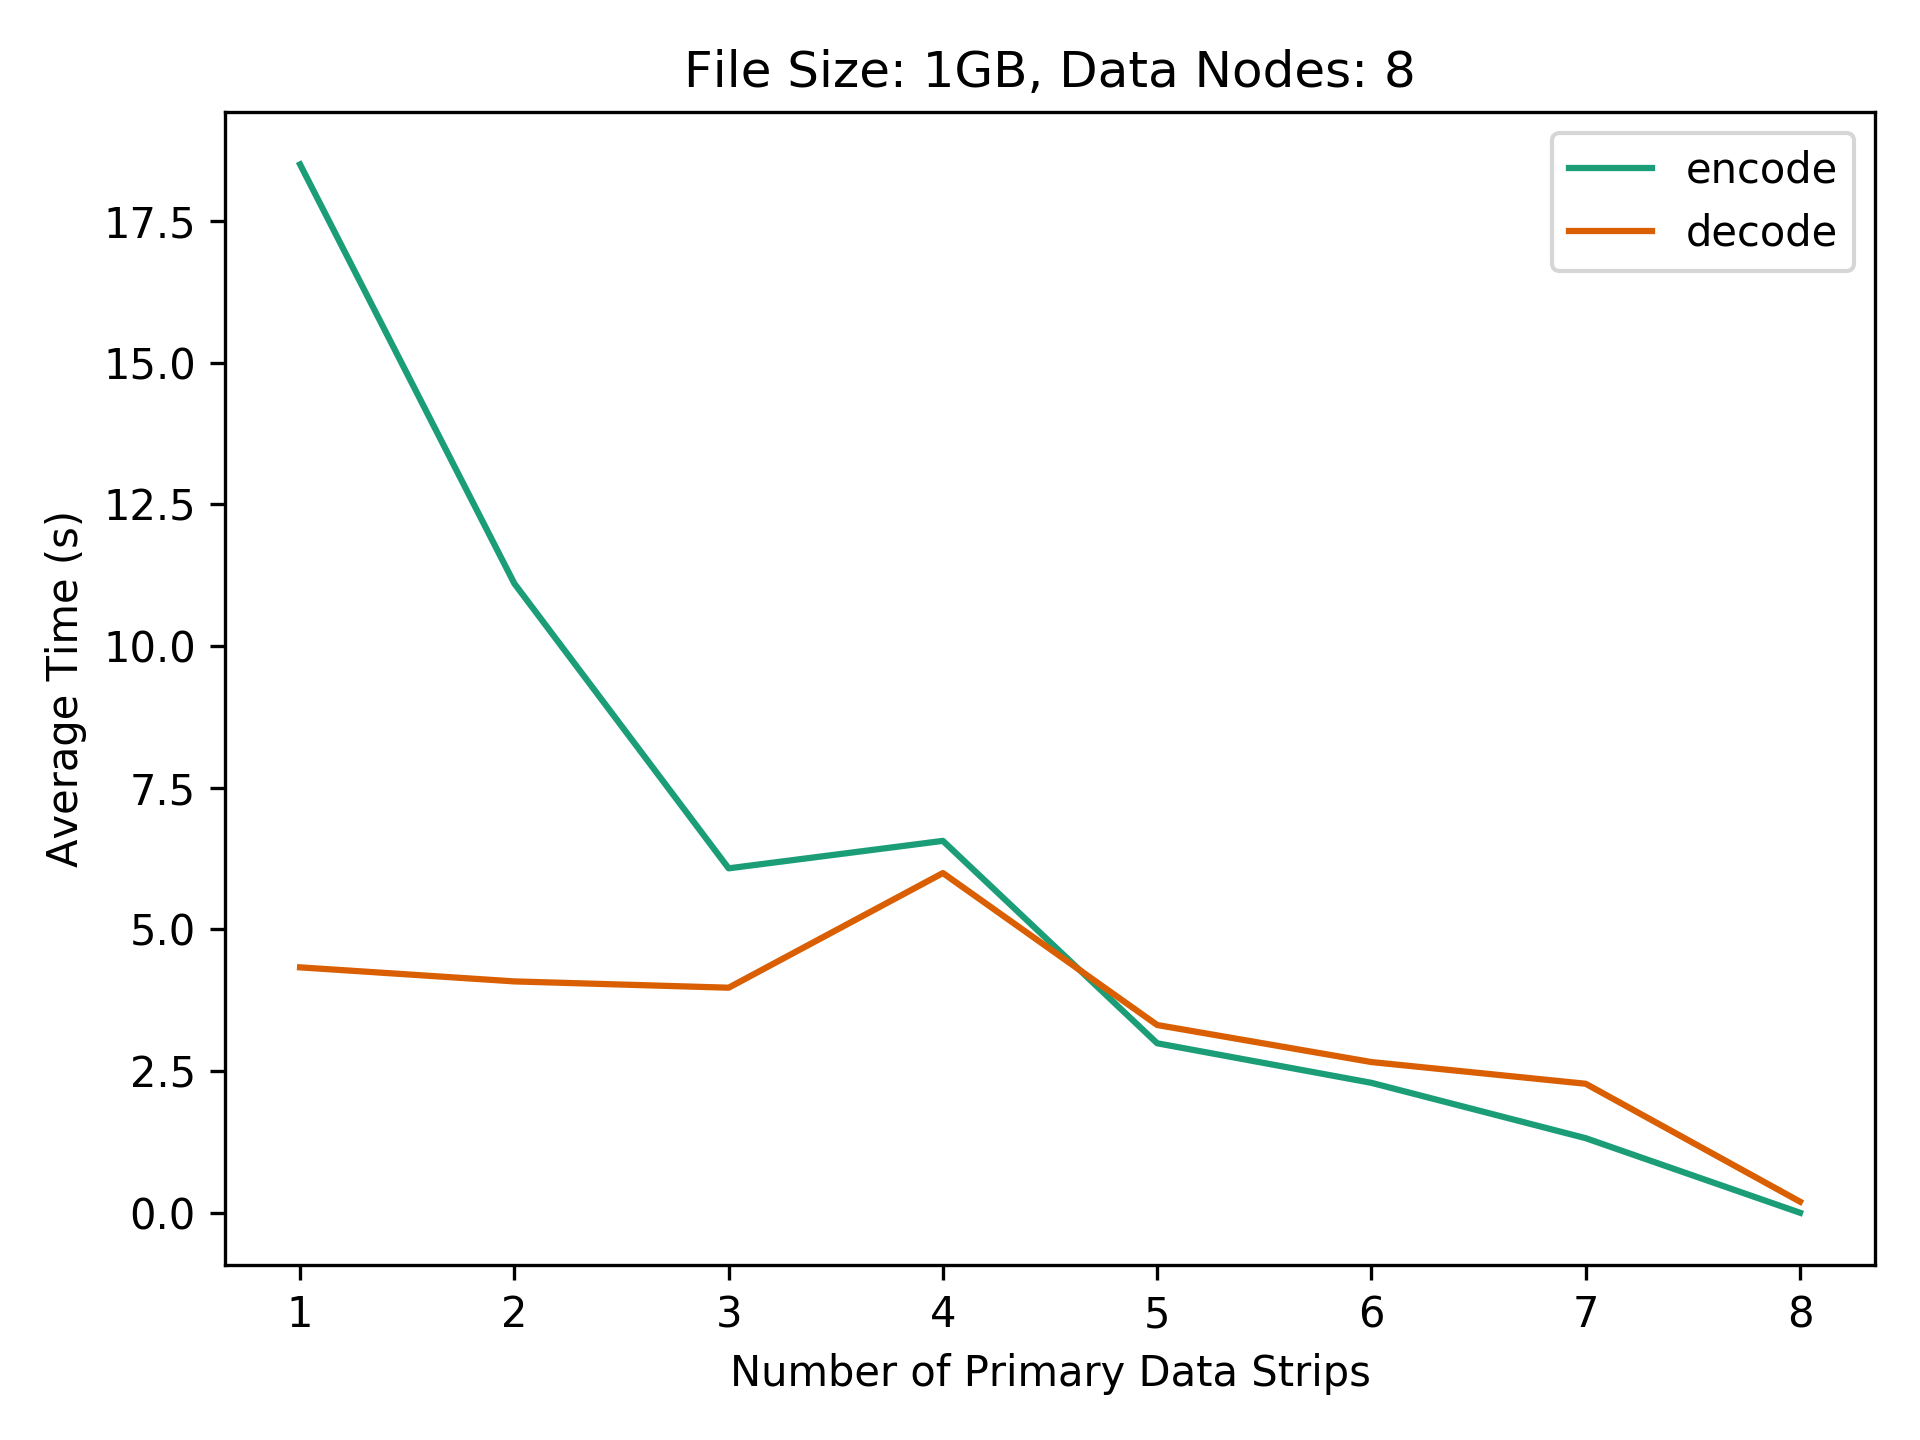 File Size: 1GB, Data Nodes: 8
encode
decode
Average Time (s)
17.5
15.0
12.5
10.0
7.5
5.0
2.5
0.0
1 2 3 4 5 6 7 8
Number of Primary Data Strips